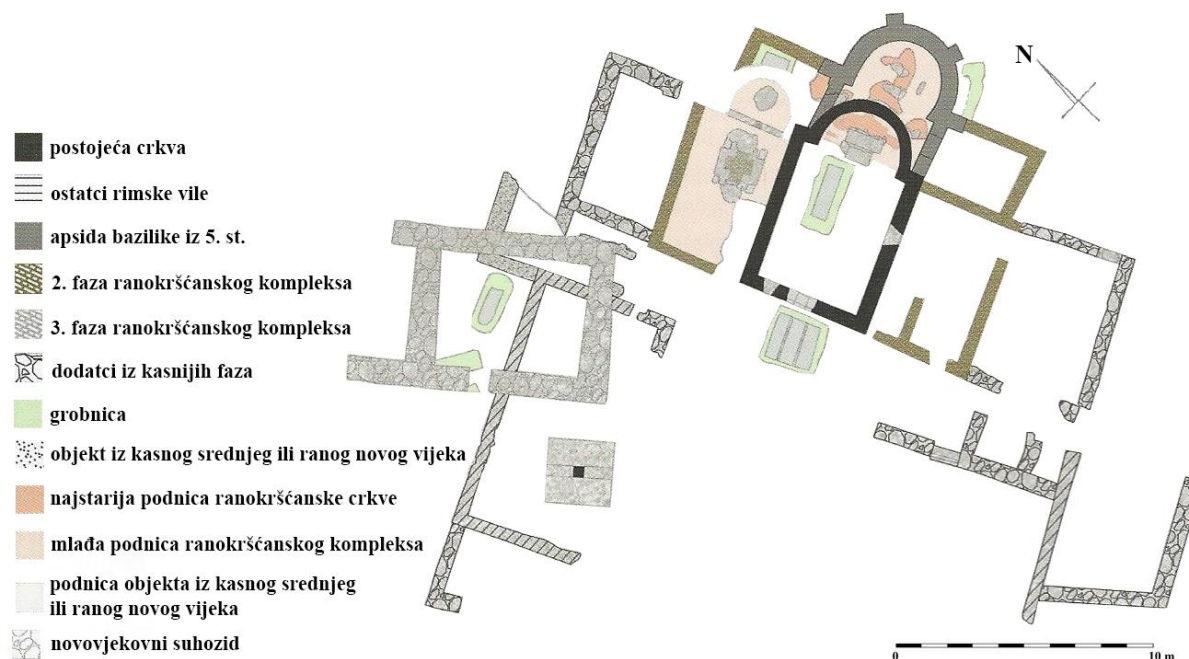 N
postojeća crkva
ostatci rimske vile
apsida bazilike iz 5. st.
2. faza ranokršćanskog kompleksa
3. faza ranokršćanskog kompleksa
dodatci iz kasnijih faza
grobnica
objekt iz kasnog srednjeg ili ranog novog vijeka
najstarija podnica ranokršćanske crkve
mlađa podnica ranokršćanskog kompleksa
podnica objekta iz kasnog srednjeg
ili ranog novog vijeka
novovjekovni suhozid
0 10 m